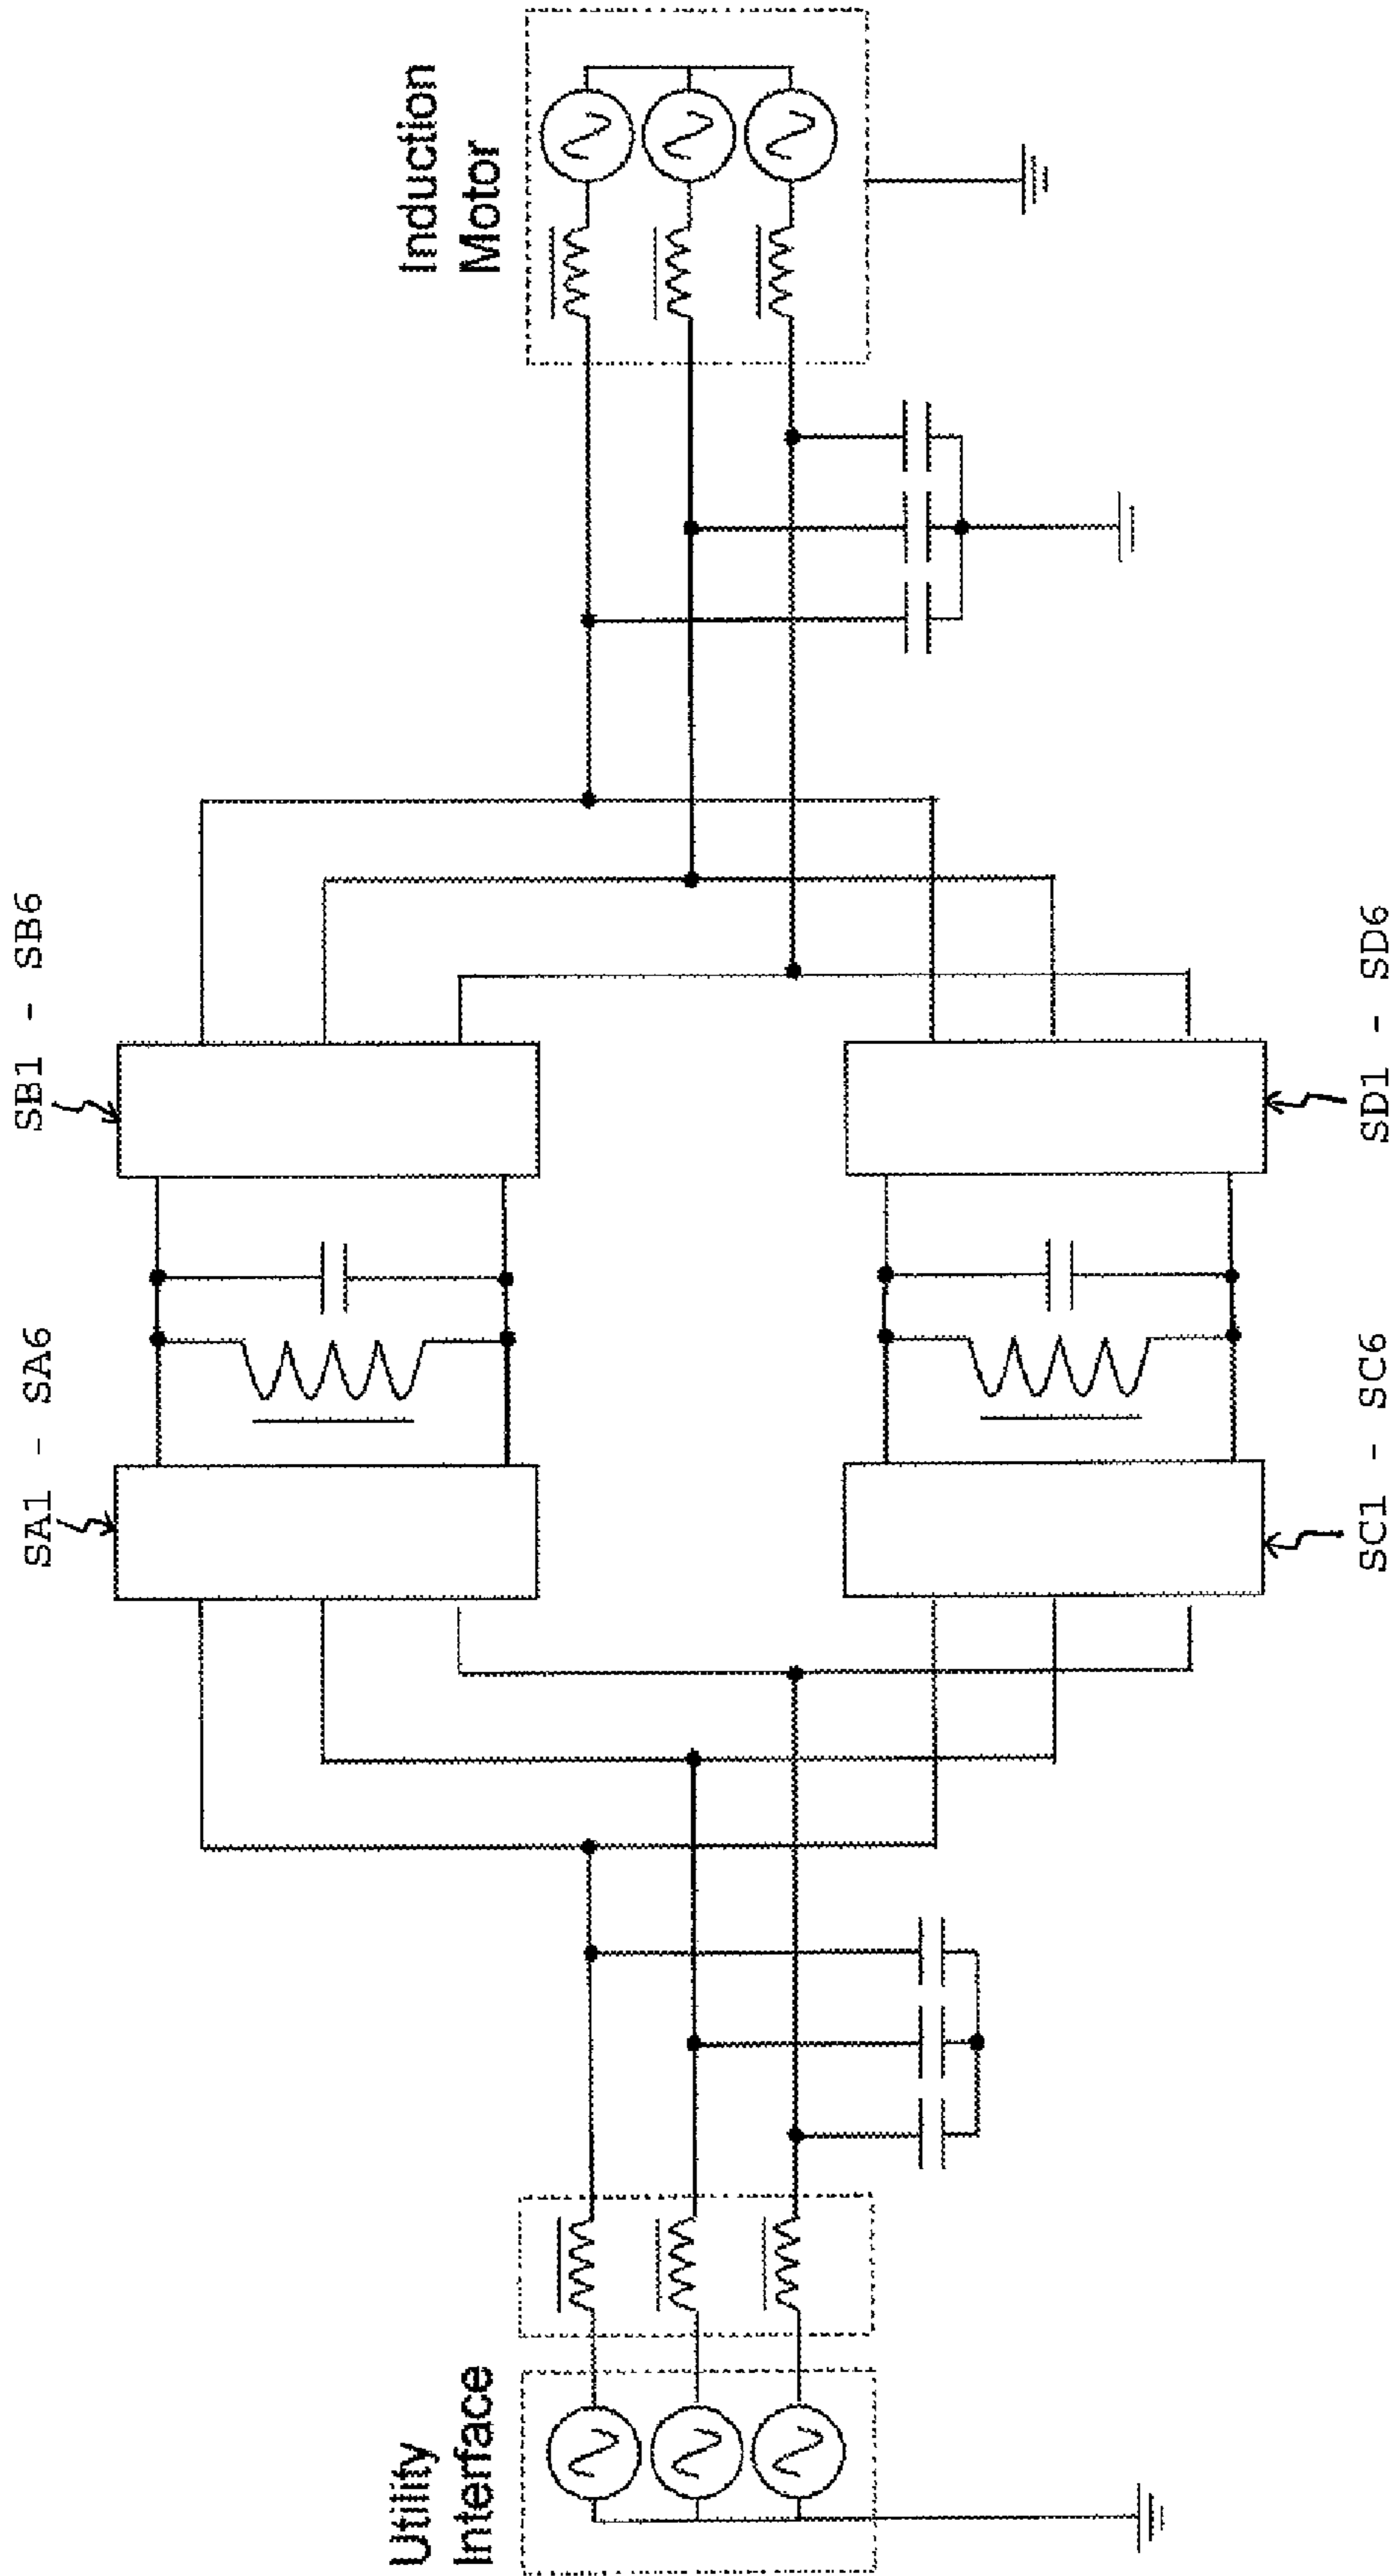 SA1 - SA6
SB1 - SB6
Utility
Interface
Induction
Motor
SC1 - SC6
SD1 - SD6